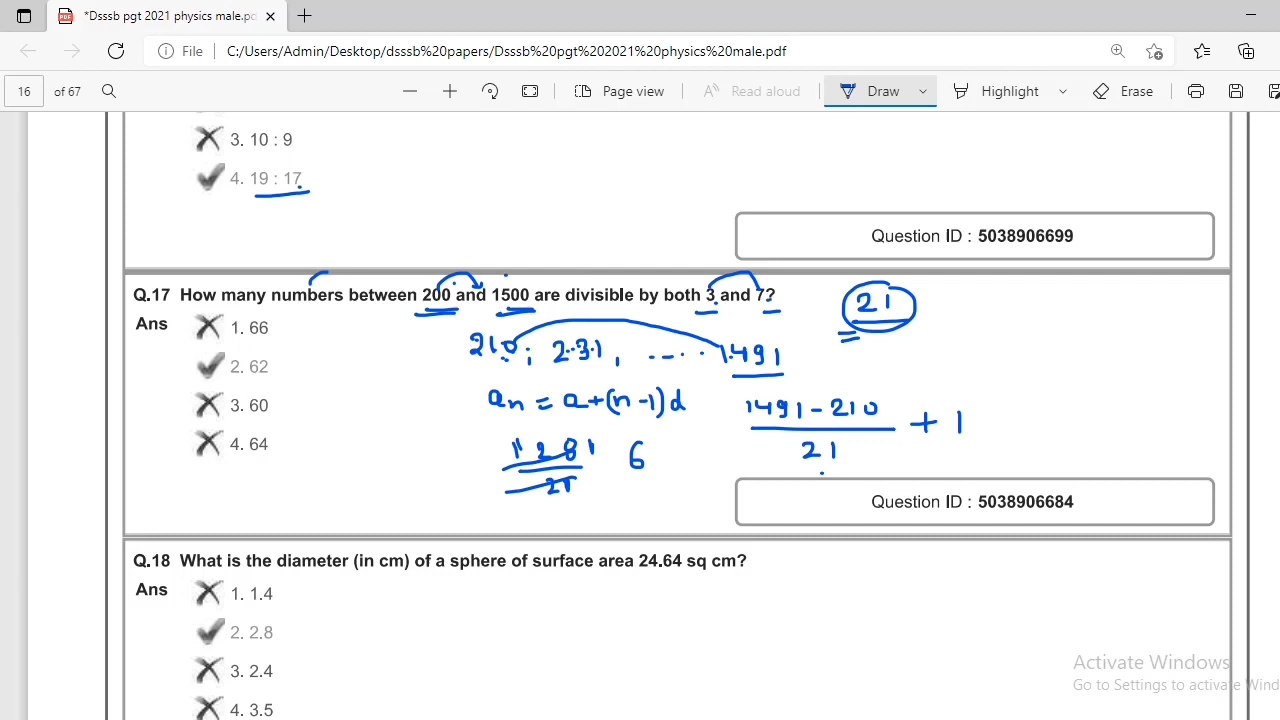 *Dsssb pgt 2021 physics male.pd
File C:/Users/Admin/Desktop/dsssb%20papers/Dsssb%20pgt%202021%20physics%20male.pdf
16 of 67 Page view Read aloud Draw Highlight Erase
3. 10 : 9
4. 19 : 17
Question ID : 5038906699
Q.17 How many numbers between 200 and 1500 are divisible by both 3 and 7?
21
Ans 1. 66
210, 231, ..... 1491
2. 62
an = a+(n-1)d
3. 60
1491-210
21
+ 1
4. 64
1281
21
6
Question ID : 5038906684
Q.18 What is the diameter (in cm) of a sphere of surface area 24.64 sq cm?
Ans 1. 1.4
2. 2.8
3. 2.4
4. 3.5
Activate Windows
Go to Settings to activate Wind